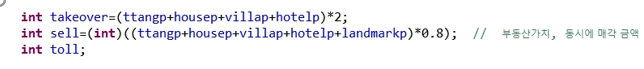 int takeover=(ttangp+housep+villap+hotelp)*2;
int sell=(int)((ttangp+housep+villap+hotelp+landmarkp)*0.8);  //  부동산가치, 동시에 매각 금액
int toll;